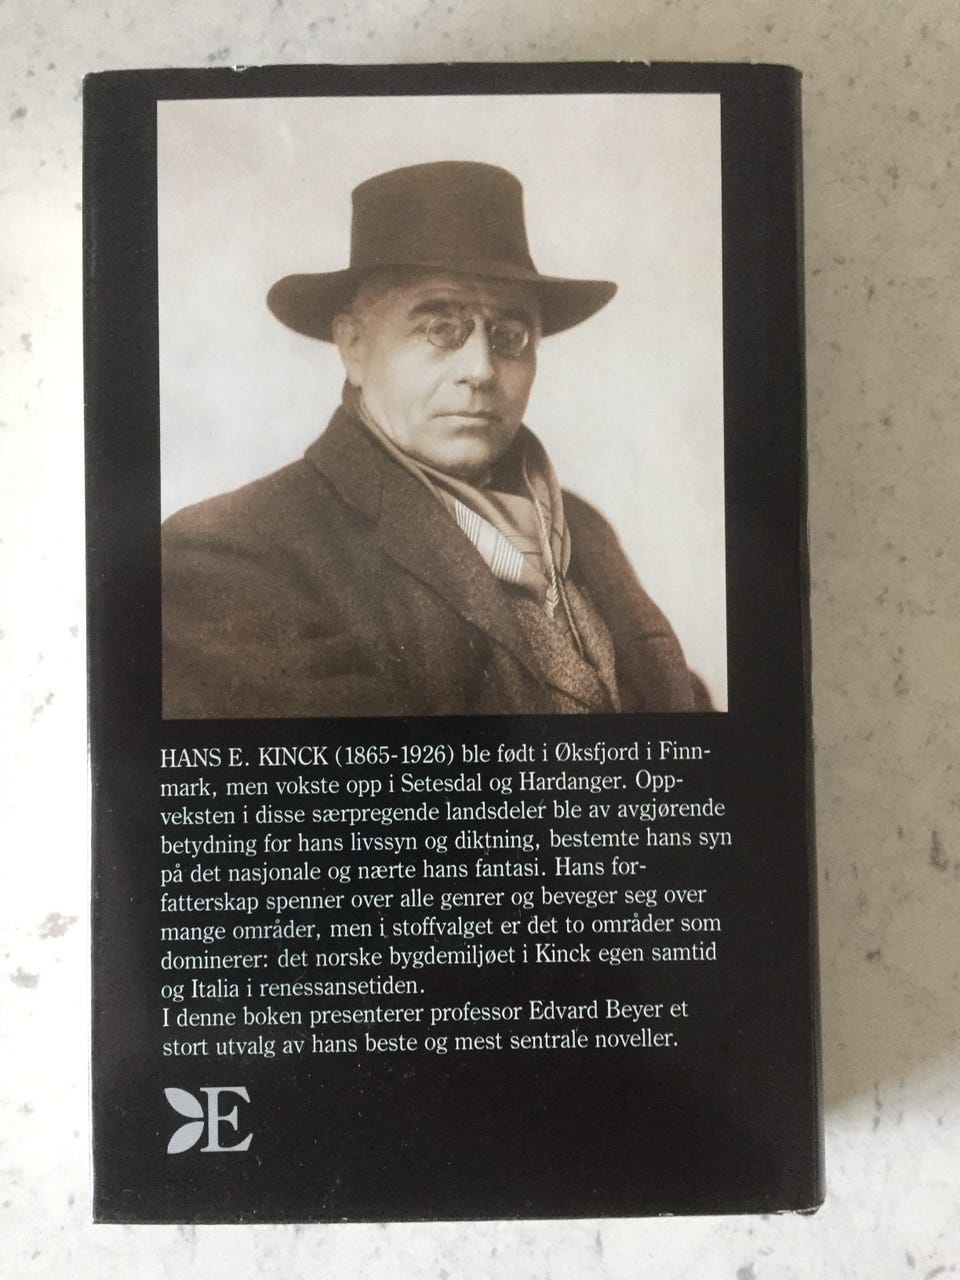 HANS E. KINCK (1865-1926) ble født i Øksfjord i Finn-
mark, men vokste opp i Setesdal og Hardanger. Opp-
veksten i disse særpregende landsdeler ble av avgjørende
betydning for hans livssyn og diktning, bestemte hans syn
på det nasjonale og nærte hans fantasi. Hans for-
fatterskap spenner over alle genrer og beveger seg over
mange områder, men i stoffvalget er det to områder som
dominerer: det norske bygdemiljøet i Kinck egen samtid
og Italia i renessansetiden.
I denne boken presenterer professor Edvard Beyer et
stort utvalg av hans beste og mest sentrale noveller.
E